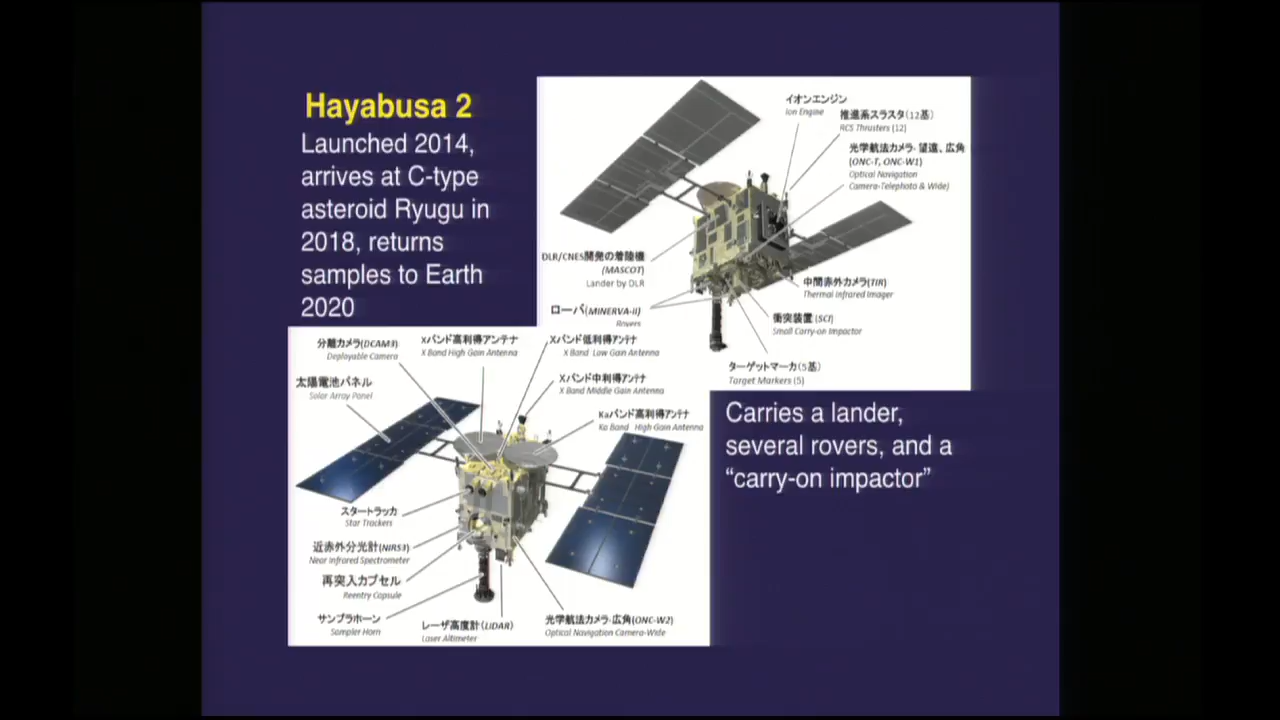 Hayabusa 2
Launched 2014,
arrives at C-type
asteroid Ryugu in
2018, returns
samples to Earth
2020
イオンエンジン
Ion Engine
推進系スラスタ(12基)
RCS Thrusters (12)
光学航法カメラ- 望遠、広角
(ONC-T, ONC-W1)
Optical Navigation
Camera-Telephoto & Wide)
DLR/CNES開発の着陸機
(MASCOT)
Lander by DLR
ローバ(MINERVA-II)
Rovers
中間赤外カメラ(TIR)
Thermal Infrared Imager
衝突装置 (SCI)
Small Carry-on Impactor
ターゲットマーカ(5基)
Target Markers (5)
分離カメラ(DCAM3)
Deployable Camera
Xバンド高利得アンテナ
X Band High Gain Antenna
Xバンド低利得アンテナ
X Band Low Gain Antenna
太陽電池パネル
Solar Array Panel
Xバンド中利得アンテナ
X Band Middle Gain Antenna
Kaバンド高利得アンテナ
Ka Band High Gain Antenna
スタートラッカ
Star Trackers
近赤外分光計(NIRS3)
Near Infrared Spectrometer
再突入カプセル
Reentry Capsule
サンプラホーン
Sampler Horn
レーザ高度計(LIDAR)
Laser Altimeter
光学航法カメラ-広角(ONC-W2)
Optical Navigation Camera-Wide
Carries a lander,
several rovers, and a
“carry-on impactor”